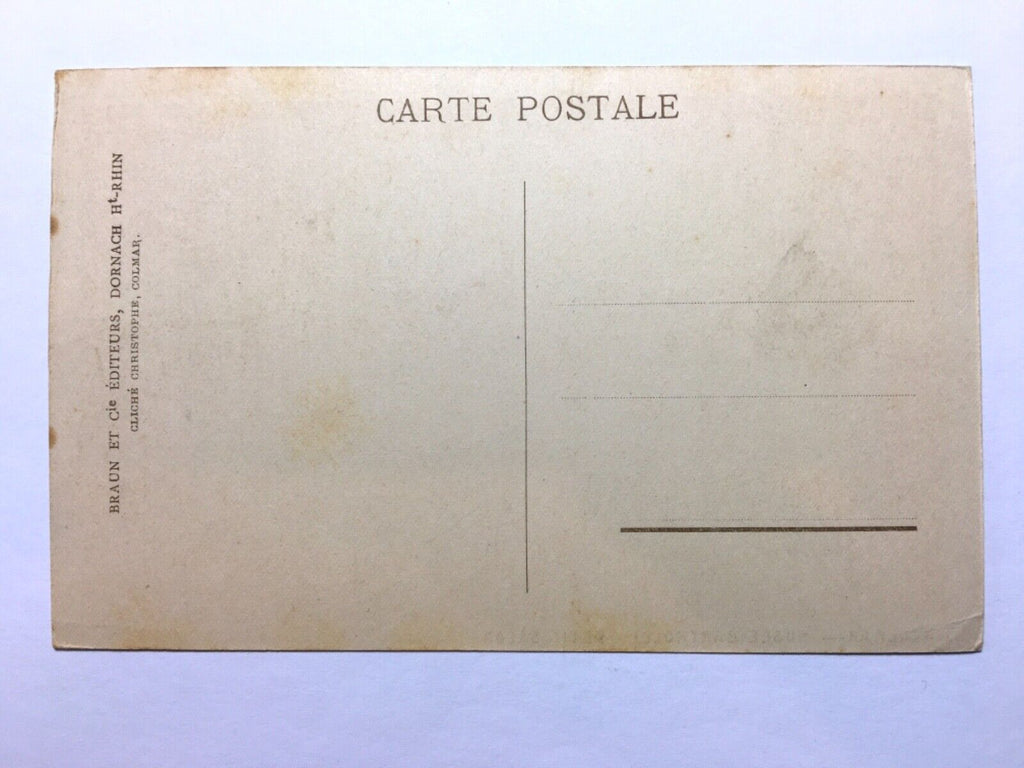 CARTE POSTALE
BRAUN ET Cie ÉDITEURS, DORNACH Ht-RHIN
CLICHÉ CHRISTOPHE, COLMAR.